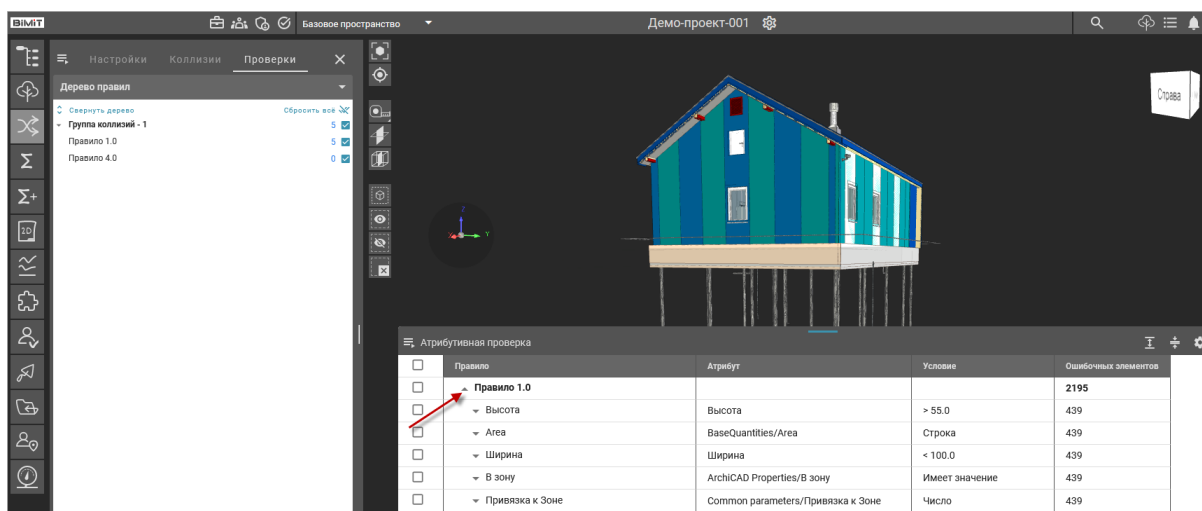 BIMiT Базовое пространство Демо-проект-001
Настройки Коллизии Проверки
Дерево правил
Свернуть дерево Сбросить всё
Группа коллизий - 1 5
Правило 1.0 5
Правило 4.0 0
Справа
Z
X Y
2D
Атрибутивная проверка
Правило Атрибут Условие Ошибочных элементов
Правило 1.0 2195
Высота Высота > 55.0 439
Area BaseQuantities/Area Строка 439
Ширина Ширина < 100.0 439
В зону ArchiCAD Properties/В зону Имеет значение 439
Привязка к Зоне Common parameters/Привязка к Зоне Число 439